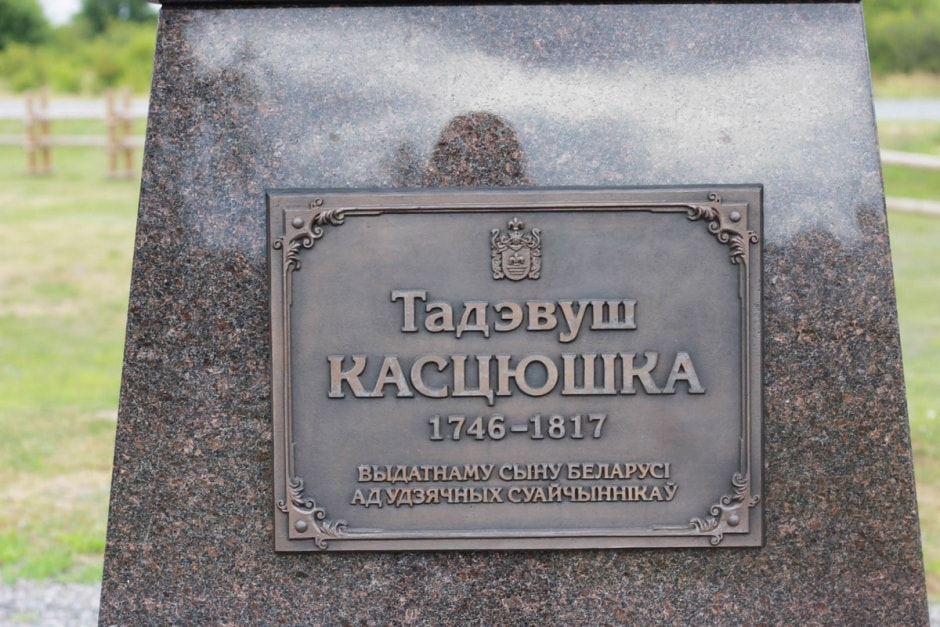 Тадэвуш
КАСЦЮШКА
1746-1817
ВЫДАТНАМУ СЫНУ БЕЛАРУСІ
АД УДЗЯЧНЫХ СУАЙЧЫННІКАЎ